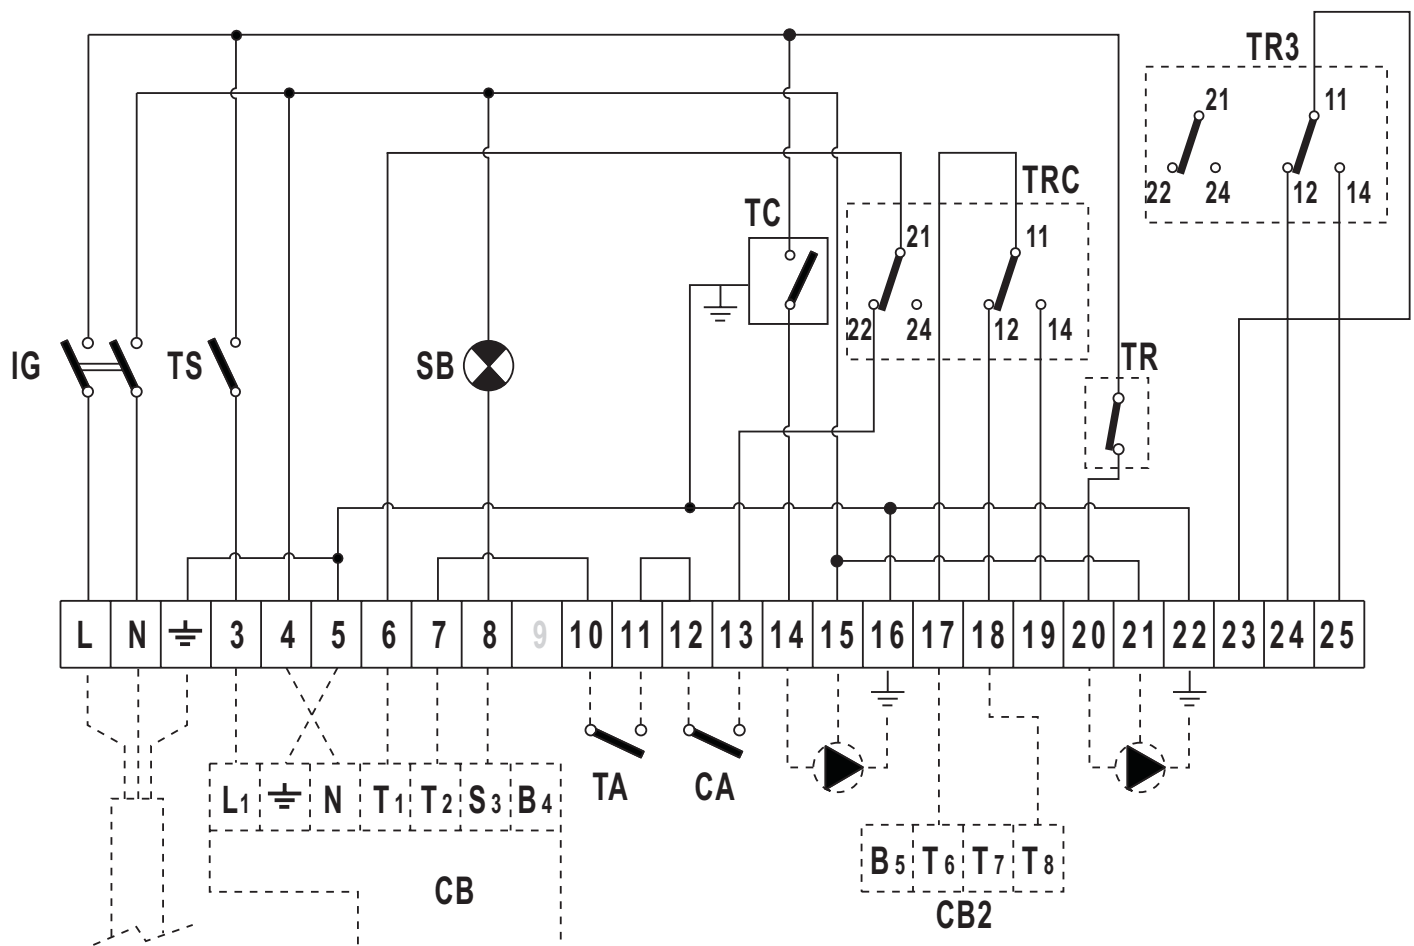 TR3
21 11
22 24 12 14
TRC
TC
21 11
22 24 12 14
TR
IG TS SB
L N 3 4 5 6 7 8 9 10 11 12 13 14 15 16 17 18 19 20 21 22 23 24 25
TA CA
L1 N T1 T2 S3 B4
B5 T6 T7 T8
CB
CB2